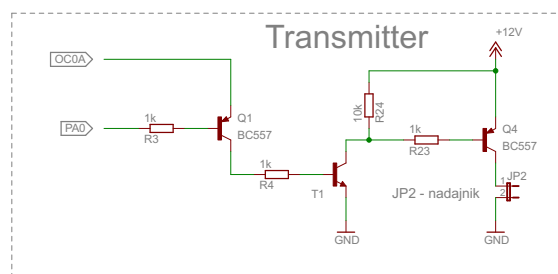 Transmitter
+12V
OC0A
10k
R24
1k
Q1
1k
Q4
PA0
R3
BC557
R23
BC557
1k
R4
T1
JP2
1
2
JP2 - nadajnik
GND
GND